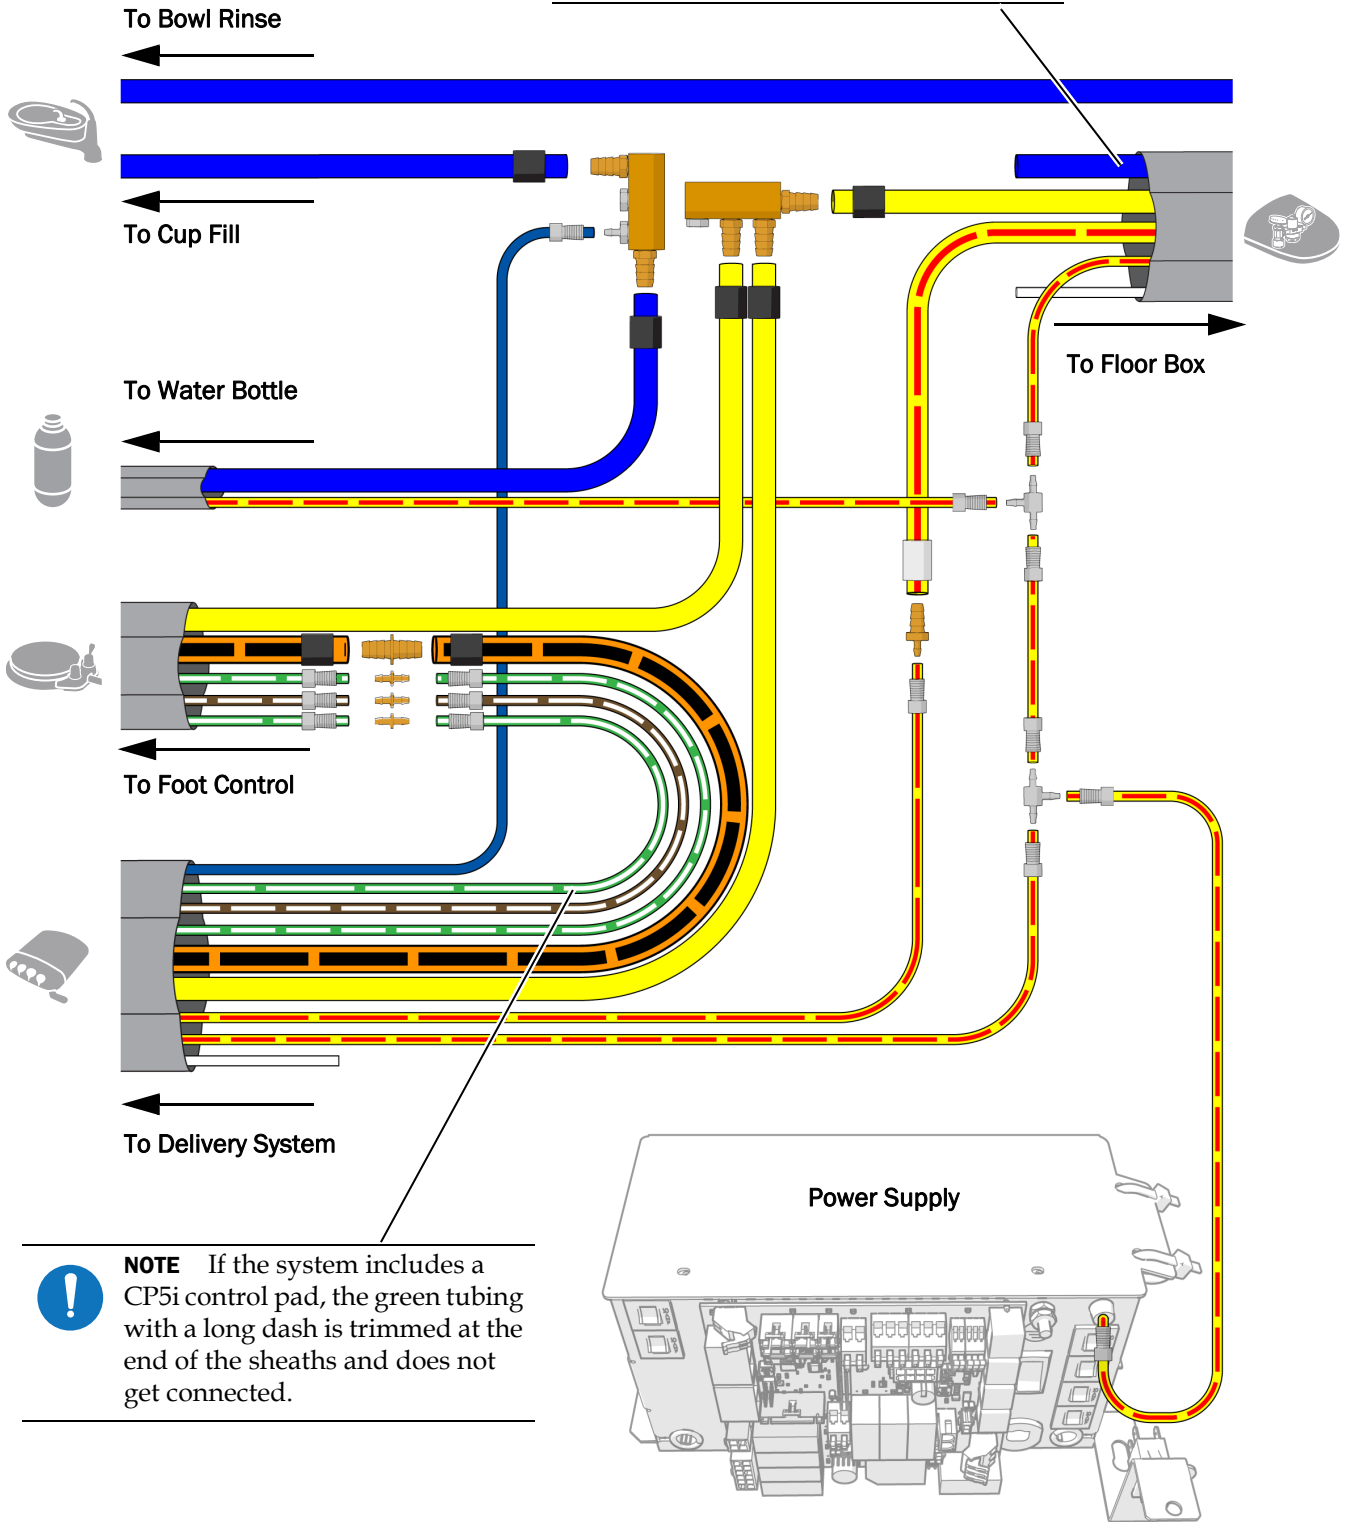 To Bowl Rinse
To Cup Fill
To Floor Box
To Water Bottle
To Foot Control
To Delivery System
Power Supply
NOTE If the system includes a
CP5i control pad, the green tubing
with a long dash is trimmed at the
end of the sheaths and does not
get connected.